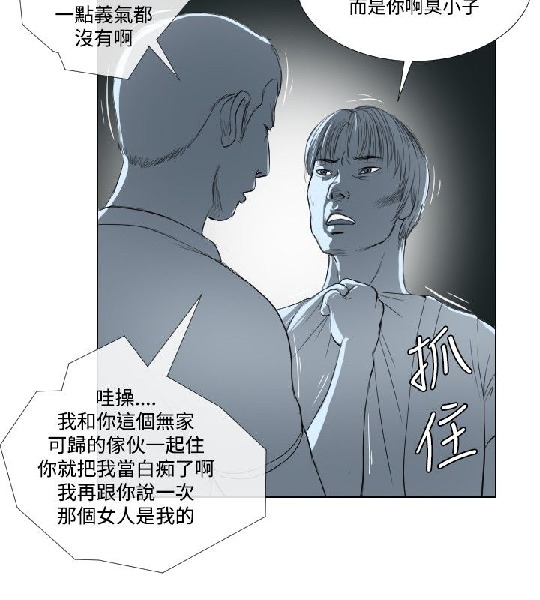 一點義氣都
沒有啊
而是你啊臭小子
抓住
哇操....
我和你這個無家
可歸的傢伙一起住
你就把我當白痴了啊
我再跟你說一次
那個女人是我的